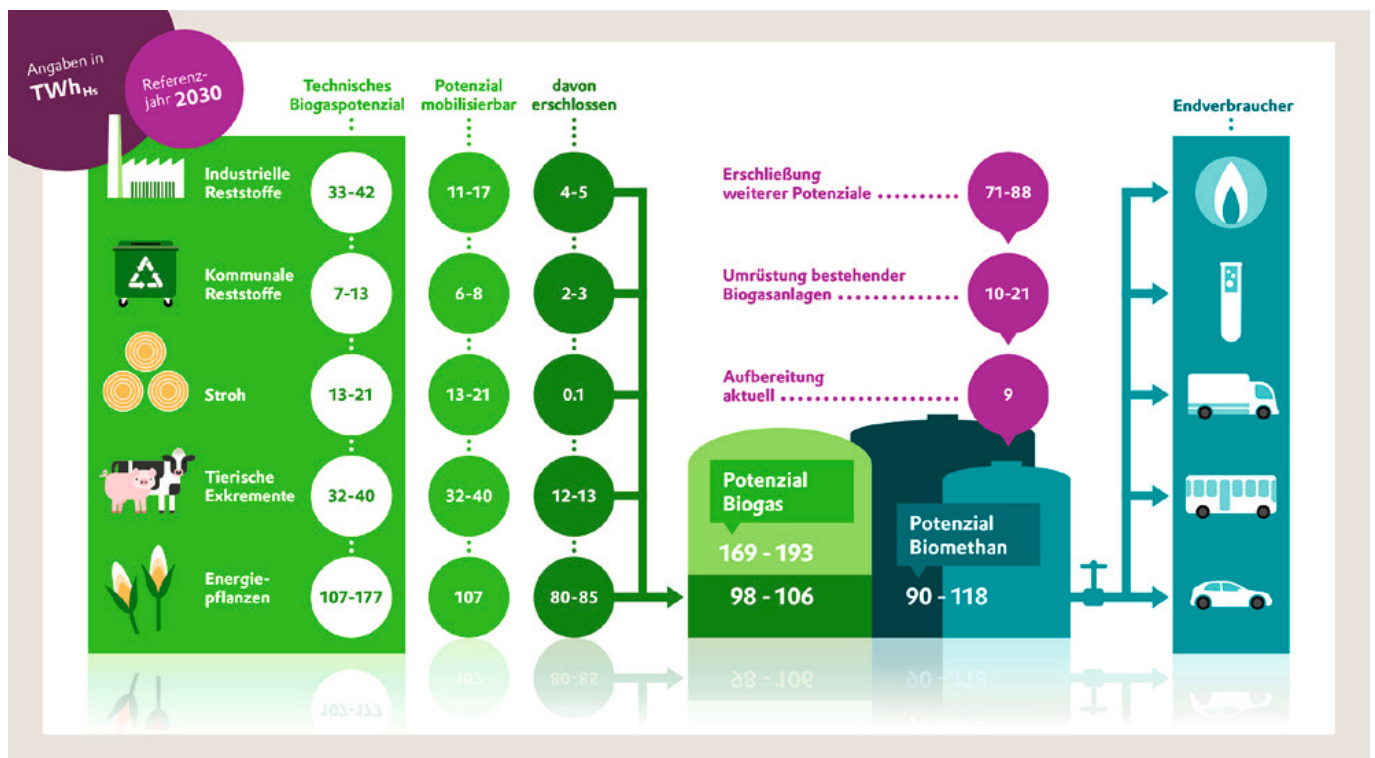 Angaben in
TWhHs
Referenz-
jahr 2030
Technisches
Biogaspotenzial
Potenzial
mobilisierbar
davon
erschlossen
Endverbraucher
Industrielle
Reststoffe
33-42
11-17
4-5
Erschließung
weiterer Potenziale
71-88
Kommunale
Reststoffe
7-13
6-8
2-3
Umrüstung bestehender
Biogasanlagen
10-21
Stroh
13-21
13-21
0.1
Aufbereitung
aktuell
9
Tierische
Exkremente
32-40
32-40
12-13
Potenzial
Biogas
169 - 193
98 - 106
Potenzial
Biomethan
90 - 118
Energie-
pflanzen
107-177
107
80-85